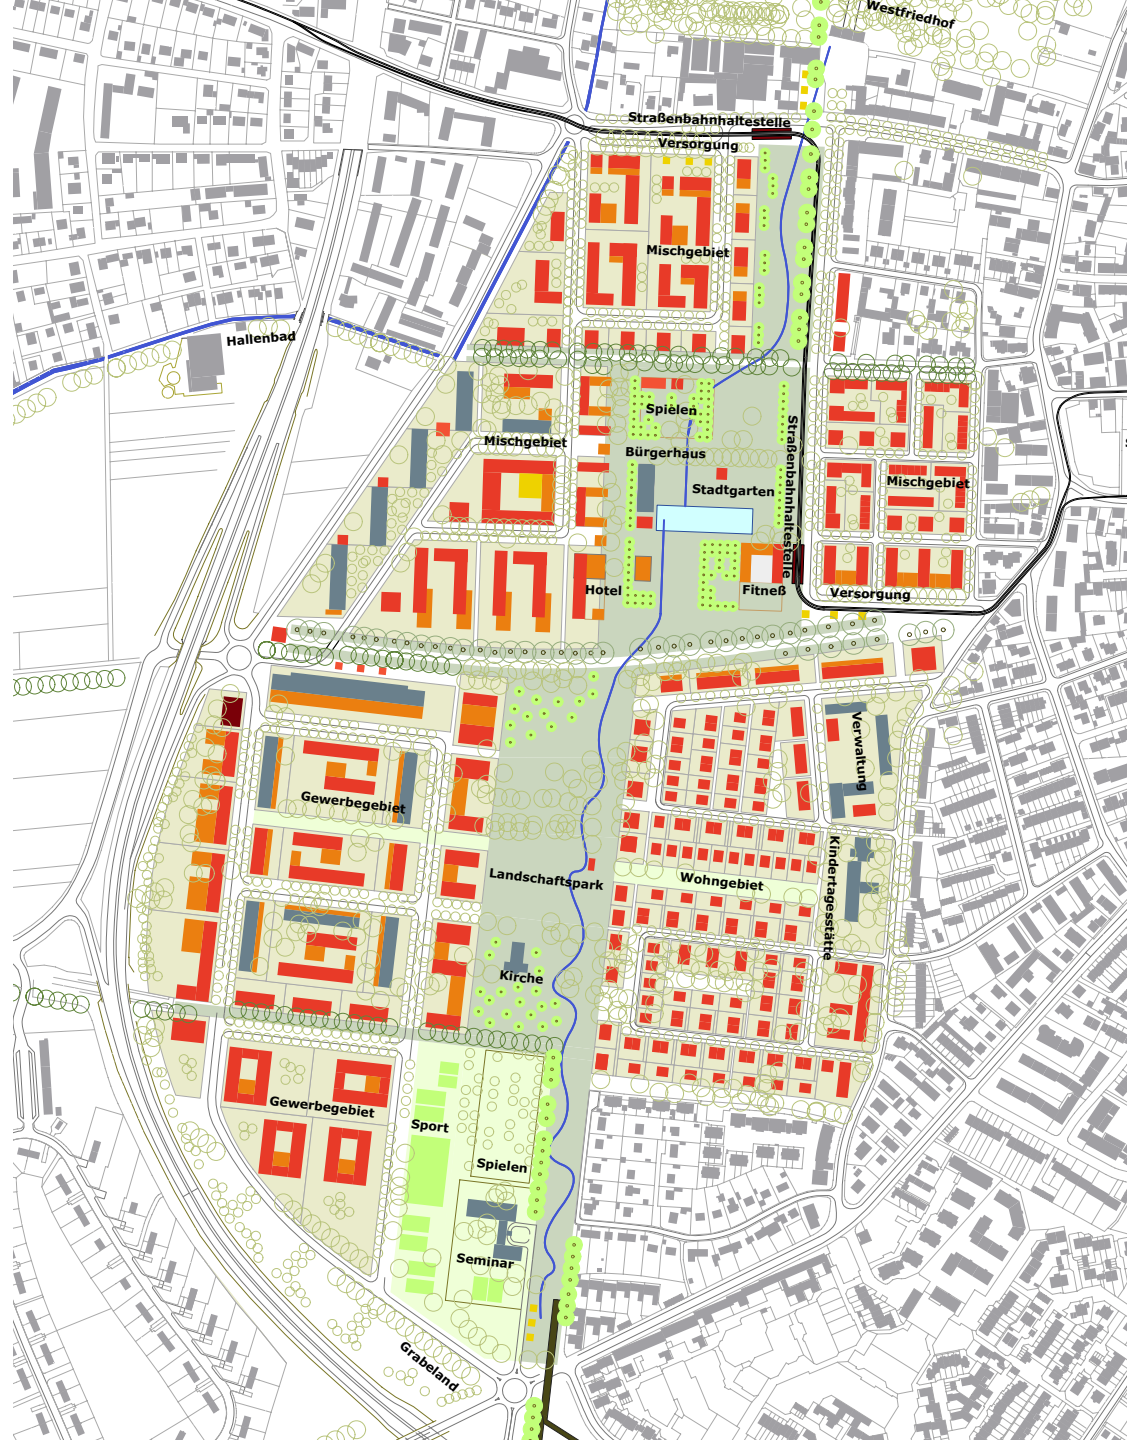 Westfriedhof
Straßenbahnhaltestelle
Versorgung
Mischgebiet
Hallenbad
Spielen
Mischgebiet
Bürgerhaus
Stadtgarten
Straßenbahnhaltestelle
Mischgebiet
Hotel
Fitneß
Versorgung
Verwaltung
Gewerbegebiet
Landschaftspark
Wohngebiet
Kindertagesstätte
Kirche
Gewerbegebiet
Sport
Spielen
Seminar
Grabeland